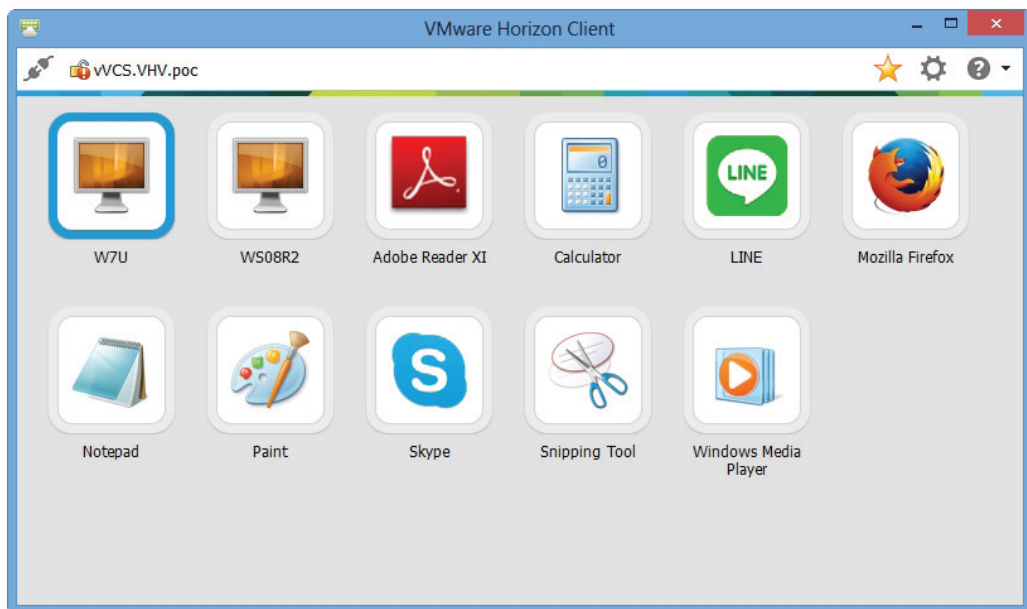 VMware Horizon Client
vVCS.VHV.poc
W7U
WS08R2
Adobe Reader XI
0
Calculator
LINE
LINE
Mozilla Firefox
Notepad
Paint
S
Skype
Snipping Tool
Windows Media
Player